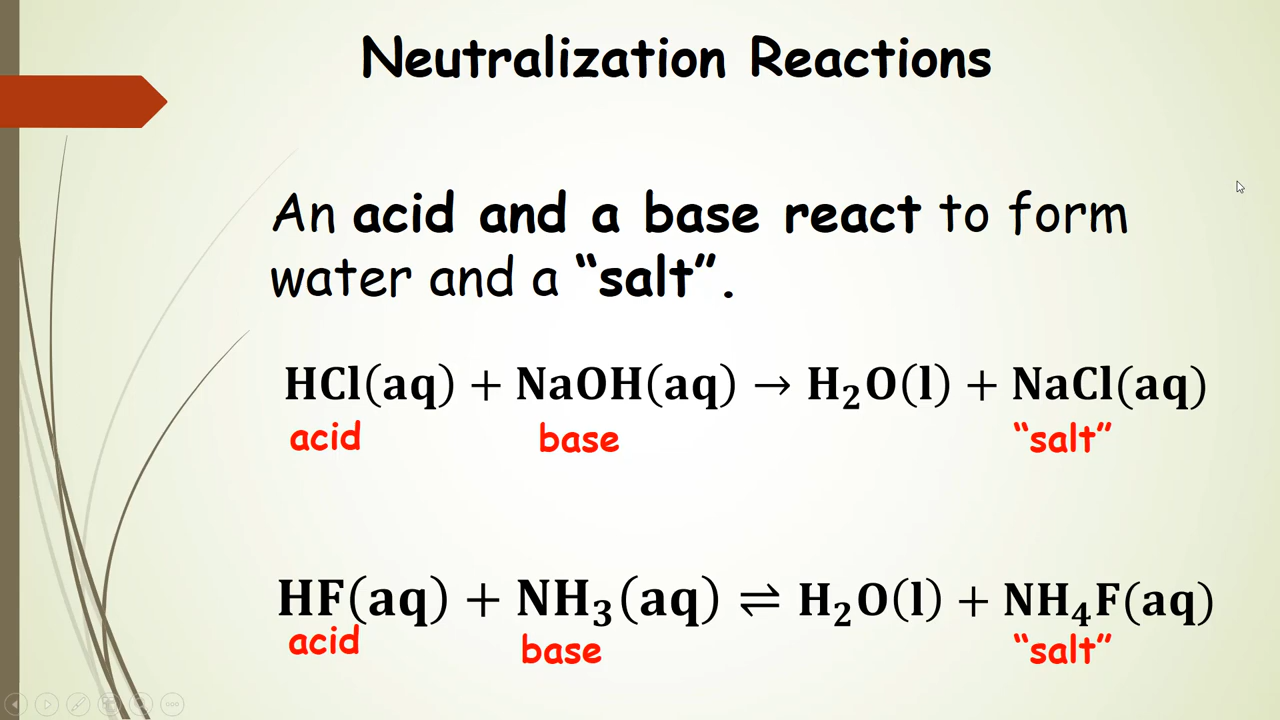 Neutralization Reactions
An acid and a base react to form
water and a “salt”.
HCl(aq) + NaOH(aq) → H₂O(l) + NaCl(aq)
acid base “salt”
HF(aq) + NH₃(aq) ⇌ H₂O(l) + NH₄F(aq)
acid base “salt”